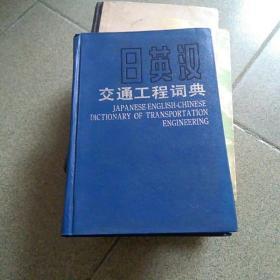 日英汉
交通工程词典
JAPANESE-ENGLISH-CHINESE
DICTIONARY OF TRANSPORTATION
ENGINEERING